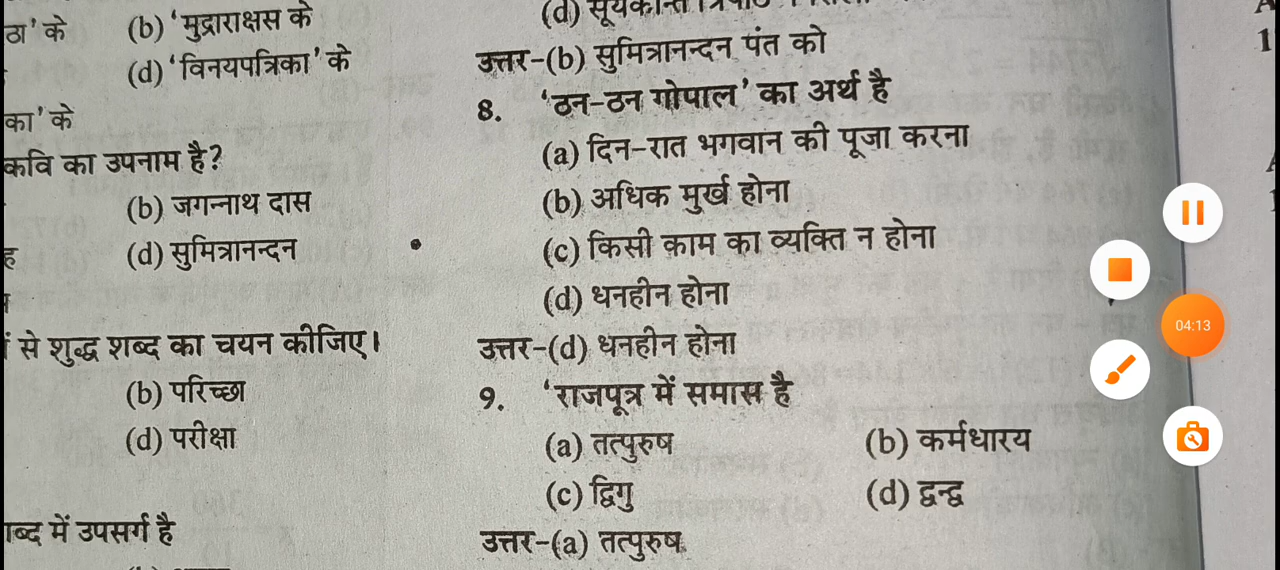 ठा' के (b) 'मुद्राराक्षस के
(d) 'विनयपत्रिका' के
का' के
कवि का उपनाम है?
(b) जगन्नाथ दास
ह (d) सुमित्रानन्दन
से शुद्ध शब्द का चयन कीजिए।
(b) परिच्छा
(d) परीक्षा
में उपसर्ग है
(d)
उत्तर-(b) सुमित्रानन्दन पंत को
8. 'ठन-ठन गोपाल' का अर्थ है
(a) दिन-रात भगवान की पूजा करना
(b) अधिक मुर्ख होना
(c) किसी काम का व्यक्ति न होना
(d) धनहीन होना
उत्तर-(d) धनहीन होना
9. 'राजपूत्र में समास है
(a) तत्पुरुष (b) कर्मधारय
(c) द्विगु (d) द्वन्द्व
उत्तर-(a) तत्पुरुष
04:13